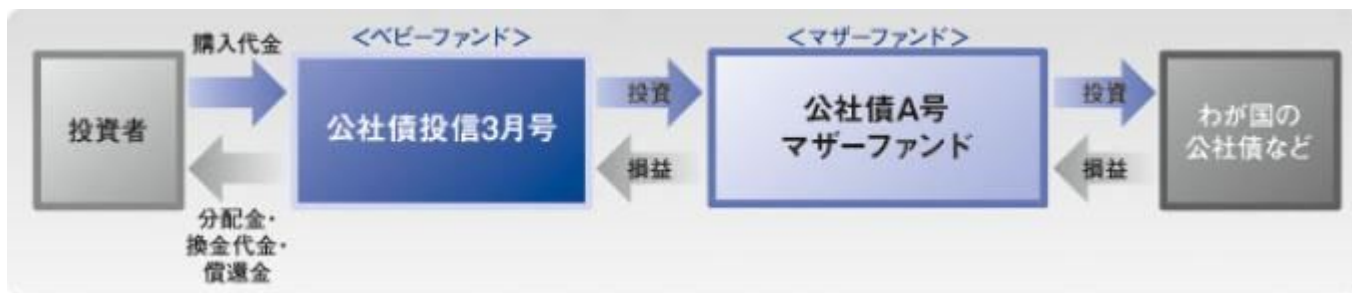 購入代金
<ベビーファンド>
<マザーファンド>
投資者
公社債投信3月号
投資
損益
公社債A号
マザーファンド
投資
損益
わが国の
公社債など
分配金・
換金代金・
償還金